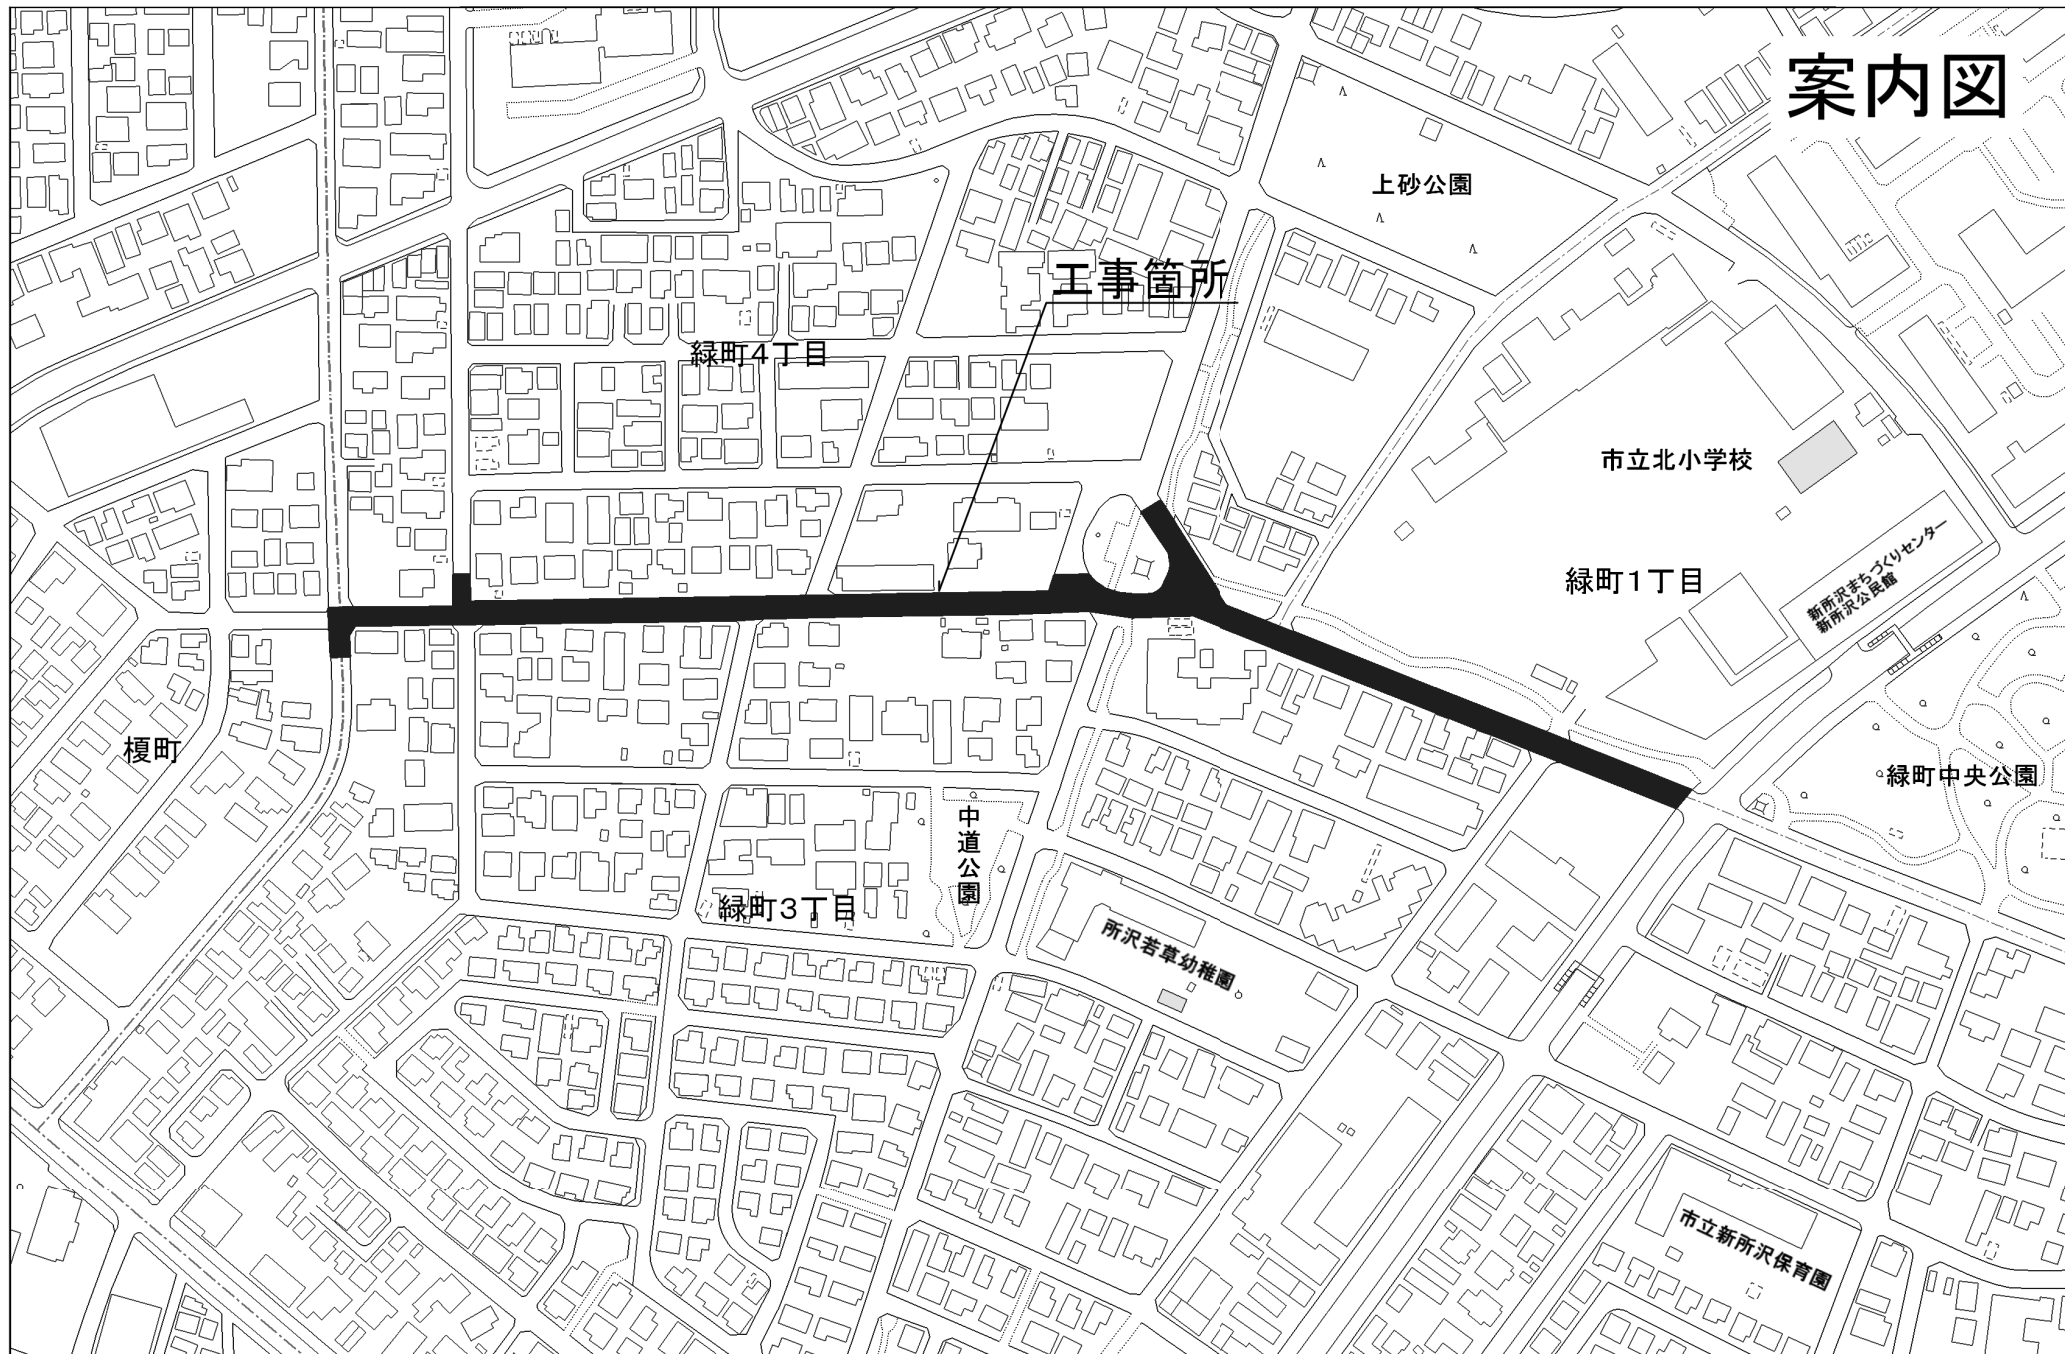 案内図
上砂公園
工事箇所
緑町4丁目
市立北小学校
新所沢まちづくりセンター
新所沢公民館
緑町1丁目
榎町
緑町中央公園
中道公園
緑町3丁目
所沢若草幼稚園
市立新所沢保育園